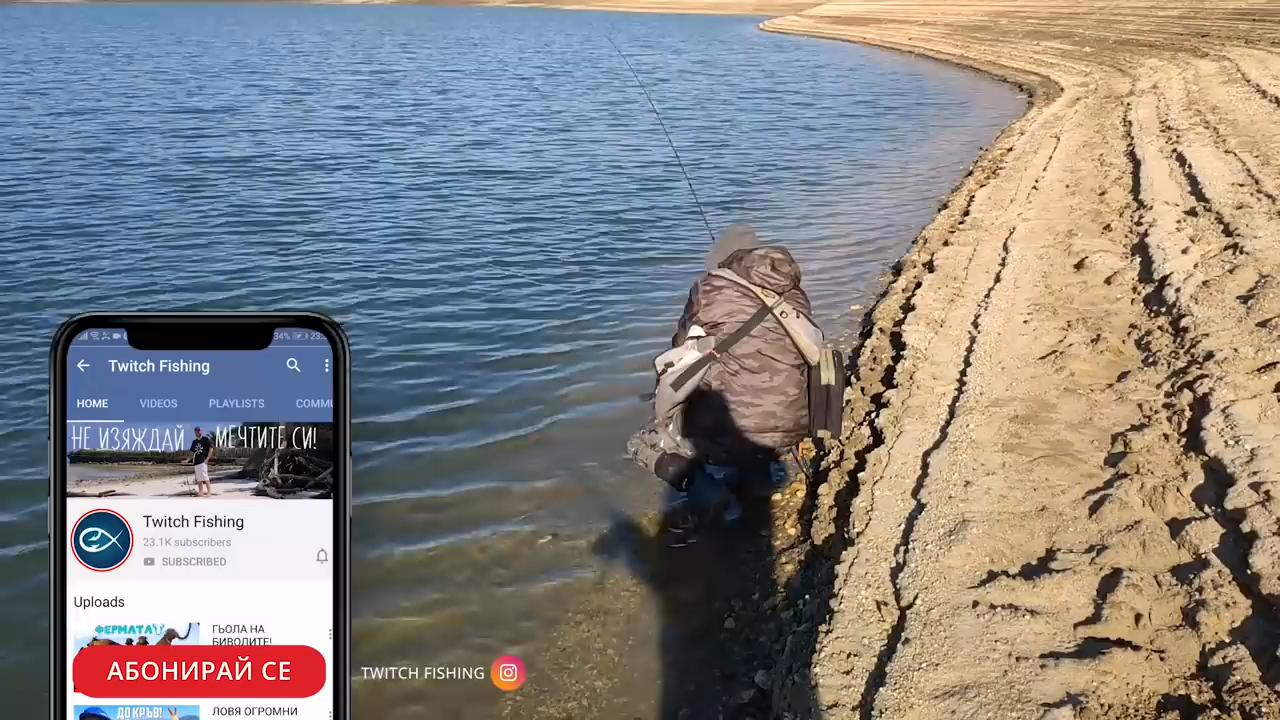 34%
Twitch Fishing
HOME VIDEOS PLAYLISTS COMMU
НЕ ИЗЯЖДАЙ МЕЧТИТЕ СИ!
Twitch Fishing
23.1K subscribers
SUBSCRIBED
Uploads
ФЕРМАТА
ГЬОЛА НА
БИВОЛИТЕ!
АБОНИРАЙ СЕ
TWITCH FISHING
ДО КРЪВ!
ЛОВЯ ОГРОМНИ